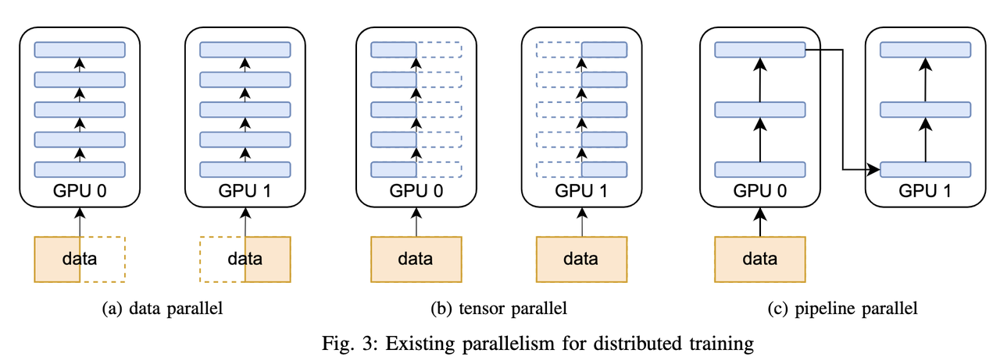 GPU 0
GPU 1
GPU 0
GPU 1
GPU 0
GPU 1
data
data
data
data
data
(a) data parallel
(b) tensor parallel
(c) pipeline parallel
Fig. 3: Existing parallelism for distributed training